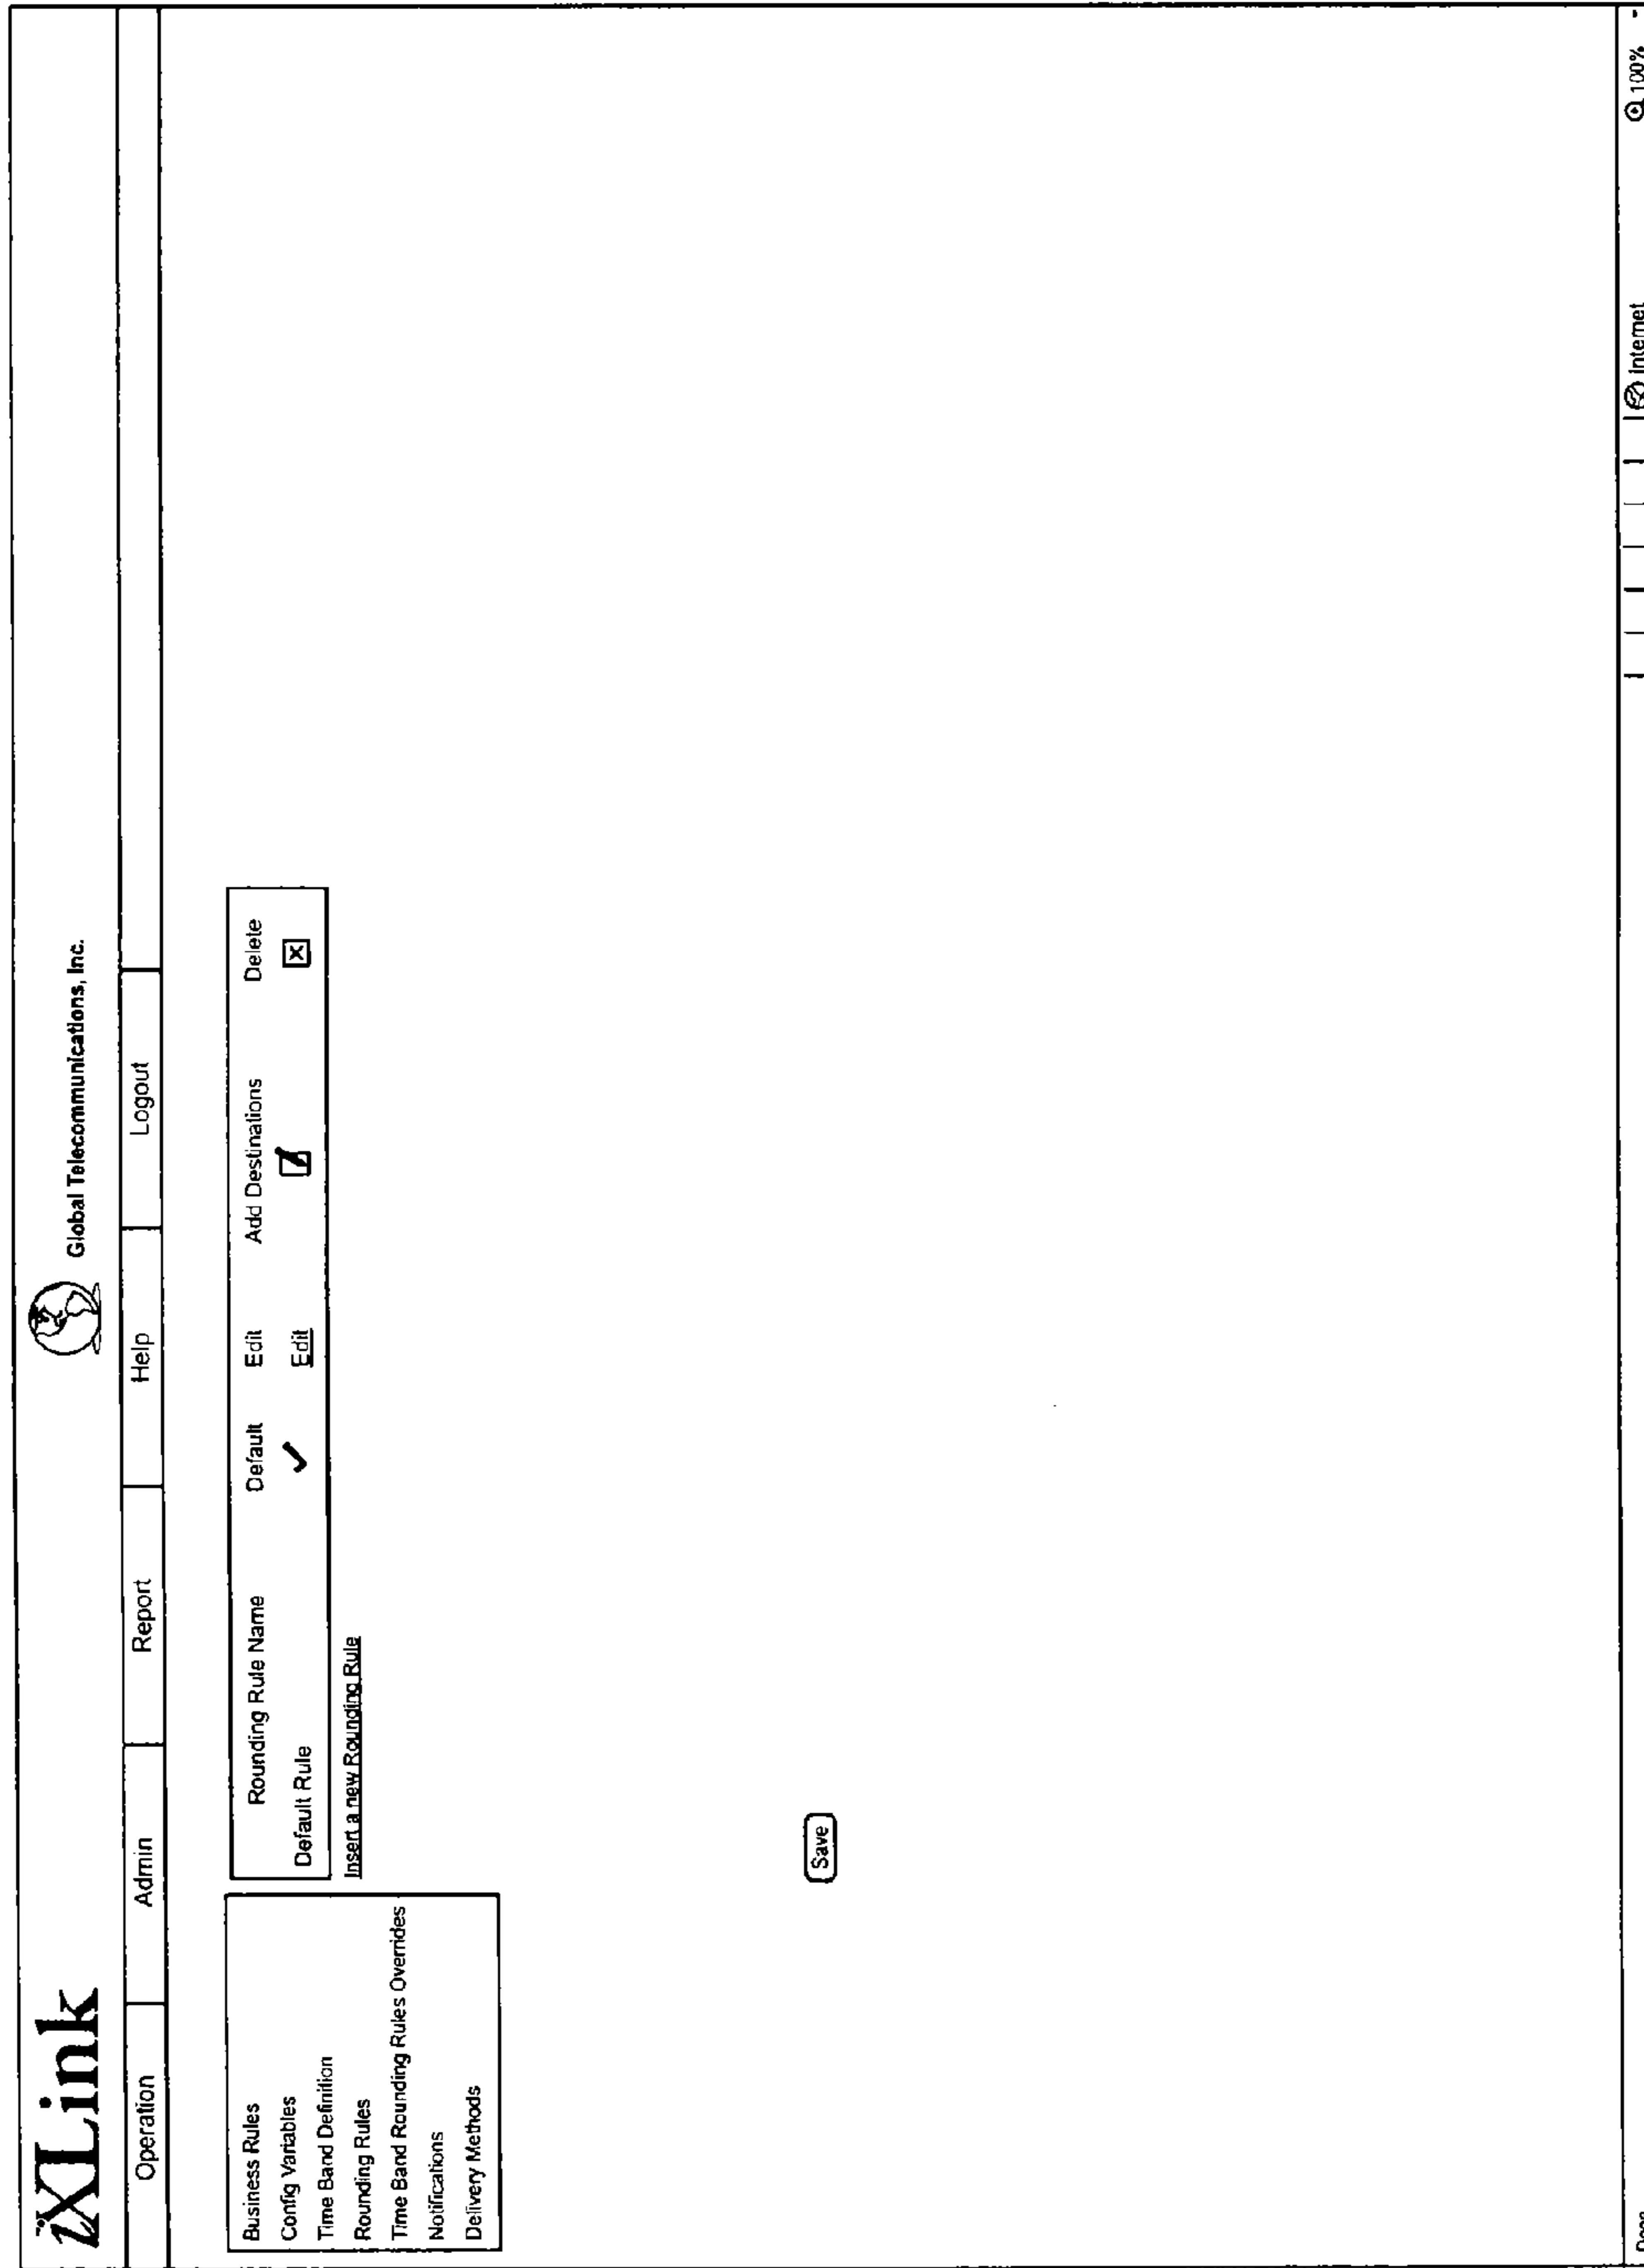 iXLink
Global Telecommunications, Inc.
Operation Admin Report Help Logout
Business Rules
Config Variables
Time Band Definition
Rounding Rules
Time Band Rounding Rules Overrides
Notifications
Delivery Methods
Rounding Rule Name Default Edit Add Destinations Delete
Default Rule Edit
Insert a new Rounding Rule
Save
Internet 100%